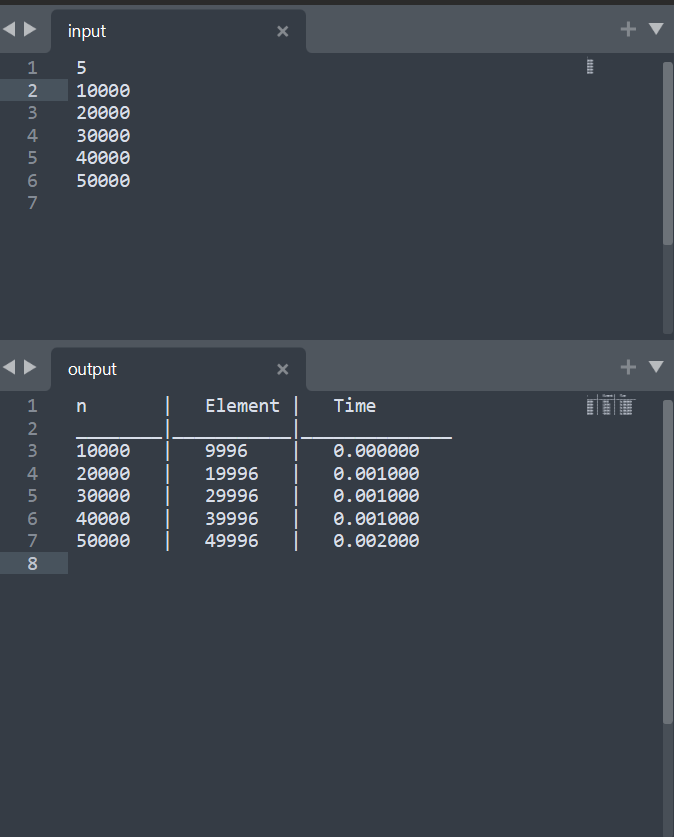 input
1 5
2 10000
3 20000
4 30000
5 40000
6 50000
7
output
1 n | Element | Time
2 ________|___________|______________
3 10000 | 9996 | 0.000000
4 20000 | 19996 | 0.001000
5 30000 | 29996 | 0.001000
6 40000 | 39996 | 0.001000
7 50000 | 49996 | 0.002000
8